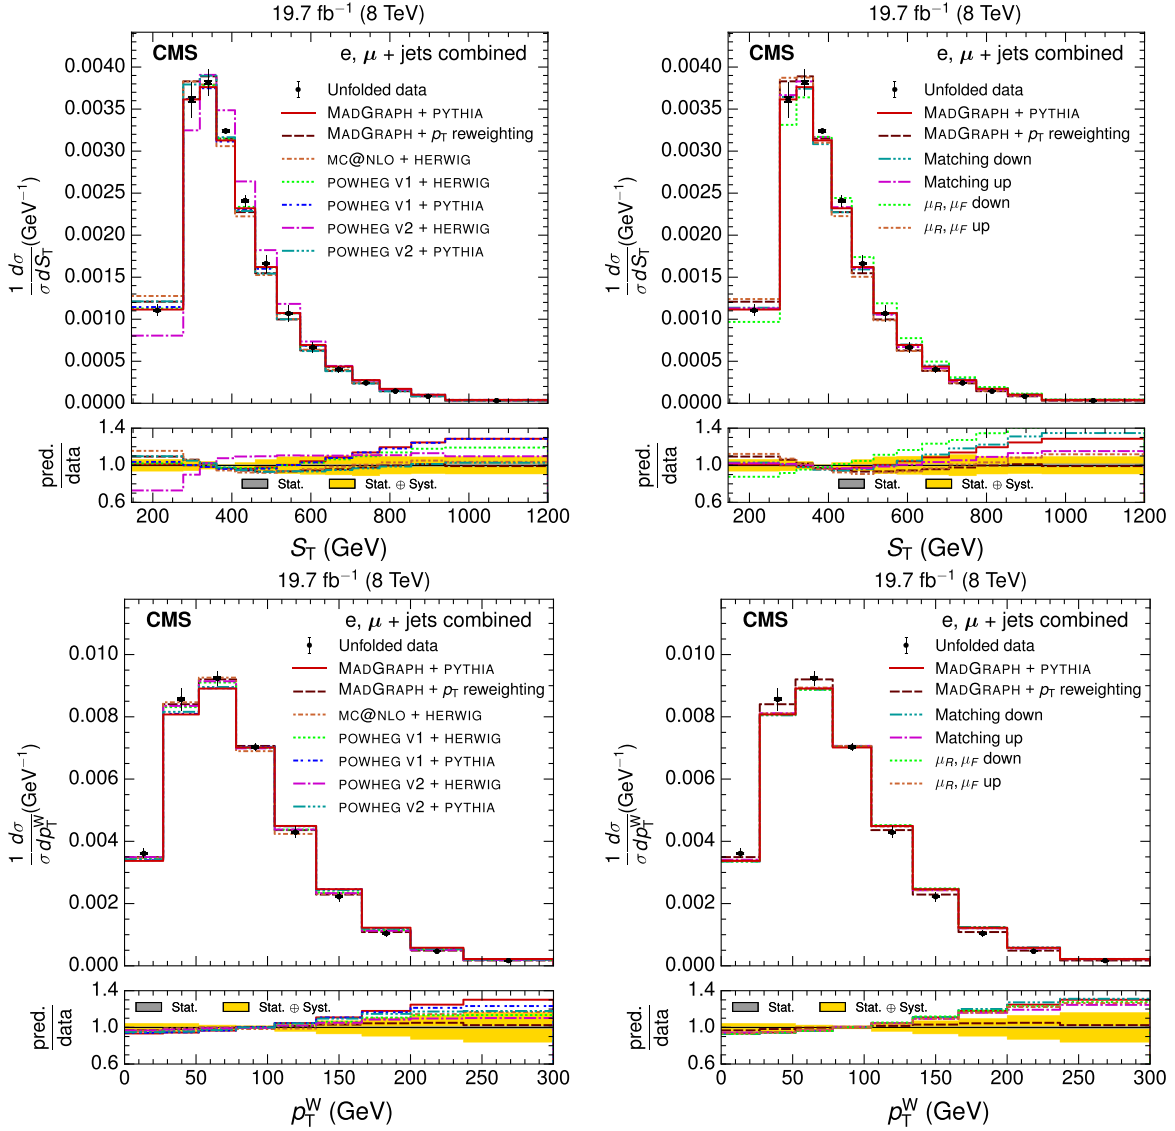 19.7 fb⁻¹ (8 TeV)
CMS e, μ + jets combined
Unfolded data
MADGRAPH + PYTHIA
MADGRAPH + pT reweighting
MC@NLO + HERWIG
POWHEG V1 + HERWIG
POWHEG V1 + PYTHIA
POWHEG V2 + HERWIG
POWHEG V2 + PYTHIA
1/σ dσ/dST (GeV⁻¹)
0.0040
0.0035
0.0030
0.0025
0.0020
0.0015
0.0010
0.0005
0.0000
pred./data
1.4
1.0
0.6
Stat. Stat. ⊕ Syst.
200 400 600 800 1000 1200
ST (GeV)
19.7 fb⁻¹ (8 TeV)
CMS e, μ + jets combined
Unfolded data
MADGRAPH + PYTHIA
MADGRAPH + pT reweighting
Matching down
Matching up
μR, μF down
μR, μF up
1/σ dσ/dST (GeV⁻¹)
0.0040
0.0035
0.0030
0.0025
0.0020
0.0015
0.0010
0.0005
0.0000
pred./data
1.4
1.0
0.6
Stat. Stat. ⊕ Syst.
200 400 600 800 1000 1200
ST (GeV)
19.7 fb⁻¹ (8 TeV)
CMS e, μ + jets combined
Unfolded data
MADGRAPH + PYTHIA
MADGRAPH + pT reweighting
MC@NLO + HERWIG
POWHEG V1 + HERWIG
POWHEG V1 + PYTHIA
POWHEG V2 + HERWIG
POWHEG V2 + PYTHIA
1/σ dσ/dpTW (GeV⁻¹)
0.010
0.008
0.006
0.004
0.002
0.000
pred./data
1.4
1.0
0.6
Stat. Stat. ⊕ Syst.
0 50 100 150 200 250 300
pTW (GeV)
19.7 fb⁻¹ (8 TeV)
CMS e, μ + jets combined
Unfolded data
MADGRAPH + PYTHIA
MADGRAPH + pT reweighting
Matching down
Matching up
μR, μF down
μR, μF up
1/σ dσ/dpTW (GeV⁻¹)
0.010
0.008
0.006
0.004
0.002
0.000
pred./data
1.4
1.0
0.6
Stat. Stat. ⊕ Syst.
0 50 100 150 200 250 300
pTW (GeV)